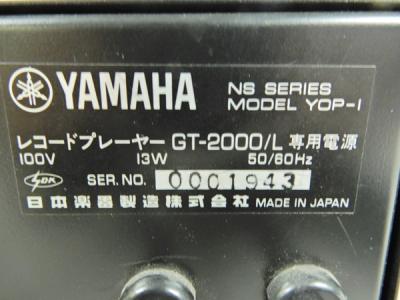 YAMAHA NS SERIES
MODEL YOP-1
レコードプレーヤー GT-2000/L 専用電源
100V 13W 50/60Hz
SER. NO. 0001943
日本楽器製造株式会社 MADE IN JAPAN